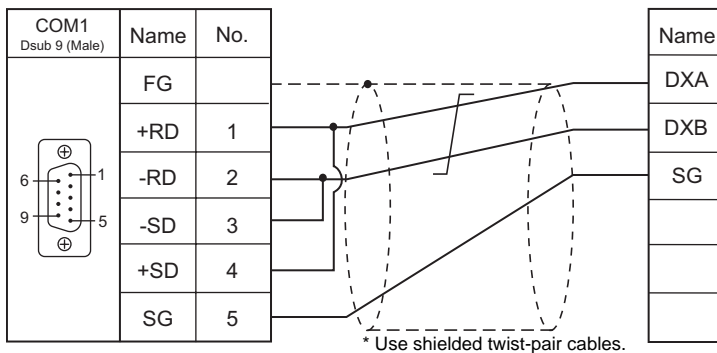 COM1
Dsub 9 (Male)
Name No.
FG
+RD 1
-RD 2
-SD 3
+SD 4
SG 5
6 1
9 5
Name
DXA
DXB
SG
* Use shielded twist-pair cables.